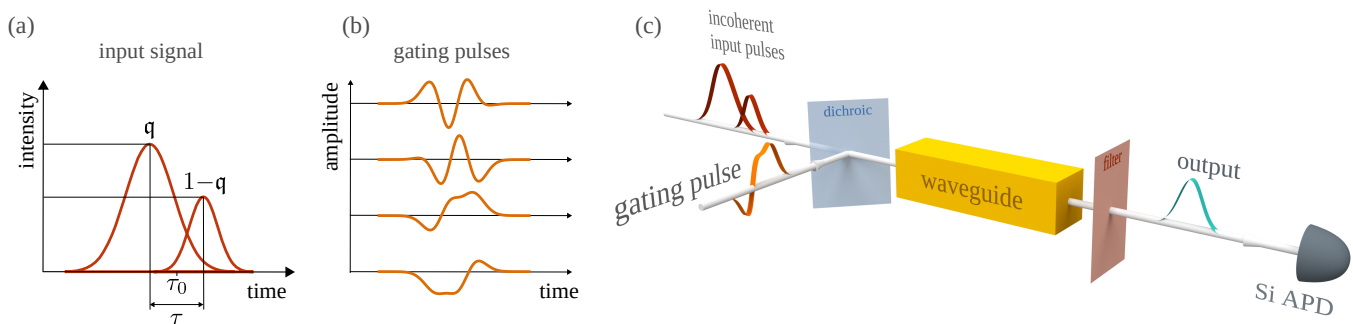 (a)
input signal
intensity
𝔮
1−𝔮
τ₀
time
τ
(b)
gating pulses
amplitude
time
(c)
incoherent
input pulses
dichroic
gating pulse
waveguide
filter
output
Si APD